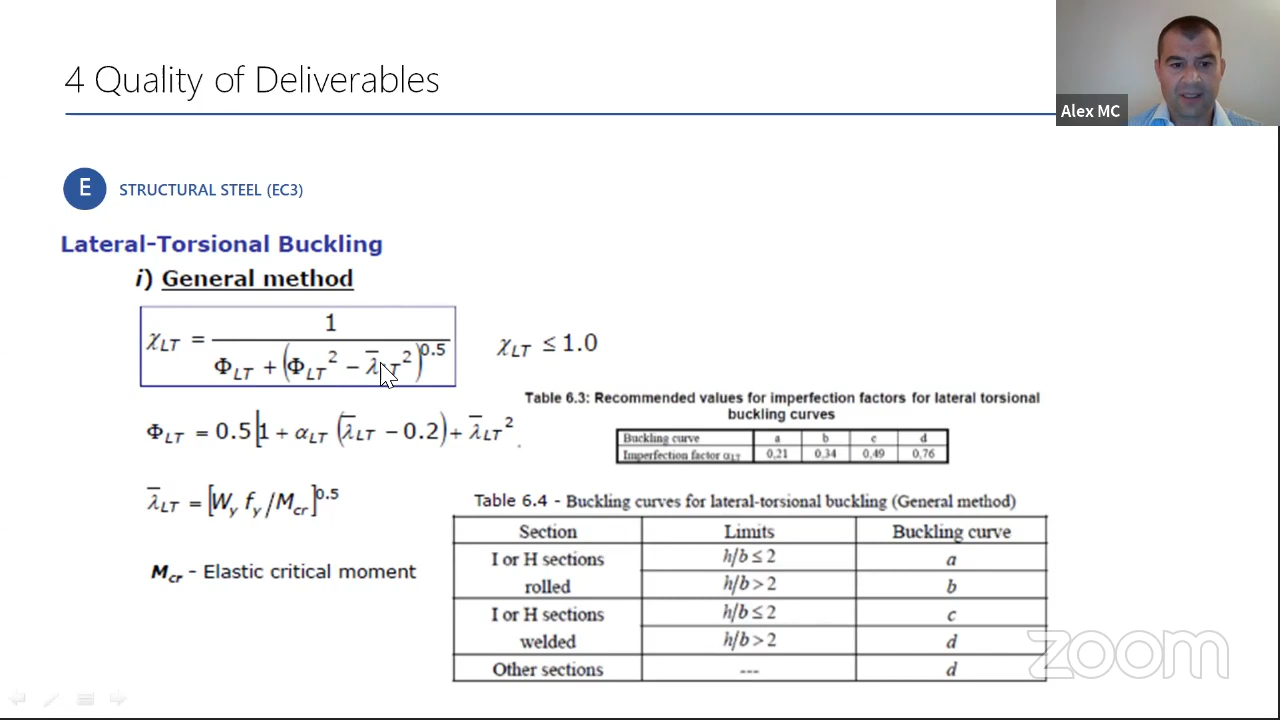 4 Quality of Deliverables
Alex MC
E STRUCTURAL STEEL (EC3)
Lateral-Torsional Buckling
i) General method
χLT = 1 / ΦLT + (ΦLT² − λ̅LT²)^0.5
χLT ≤ 1.0
ΦLT = 0.5[1 + αLT (λ̅LT − 0.2) + λ̅LT²
Table 6.3: Recommended values for imperfection factors for lateral torsional
buckling curves
Buckling curve a b c d
Imperfection factor αLT 0,21 0,34 0,49 0,76
λ̅LT = [Wy fy/Mcr]^0.5
Mcr - Elastic critical moment
Table 6.4 - Buckling curves for lateral-torsional buckling (General method)
Section Limits Buckling curve
I or H sections h/b ≤ 2 a
rolled h/b > 2 b
I or H sections h/b ≤ 2 c
welded h/b > 2 d
Other sections --- d
zoom